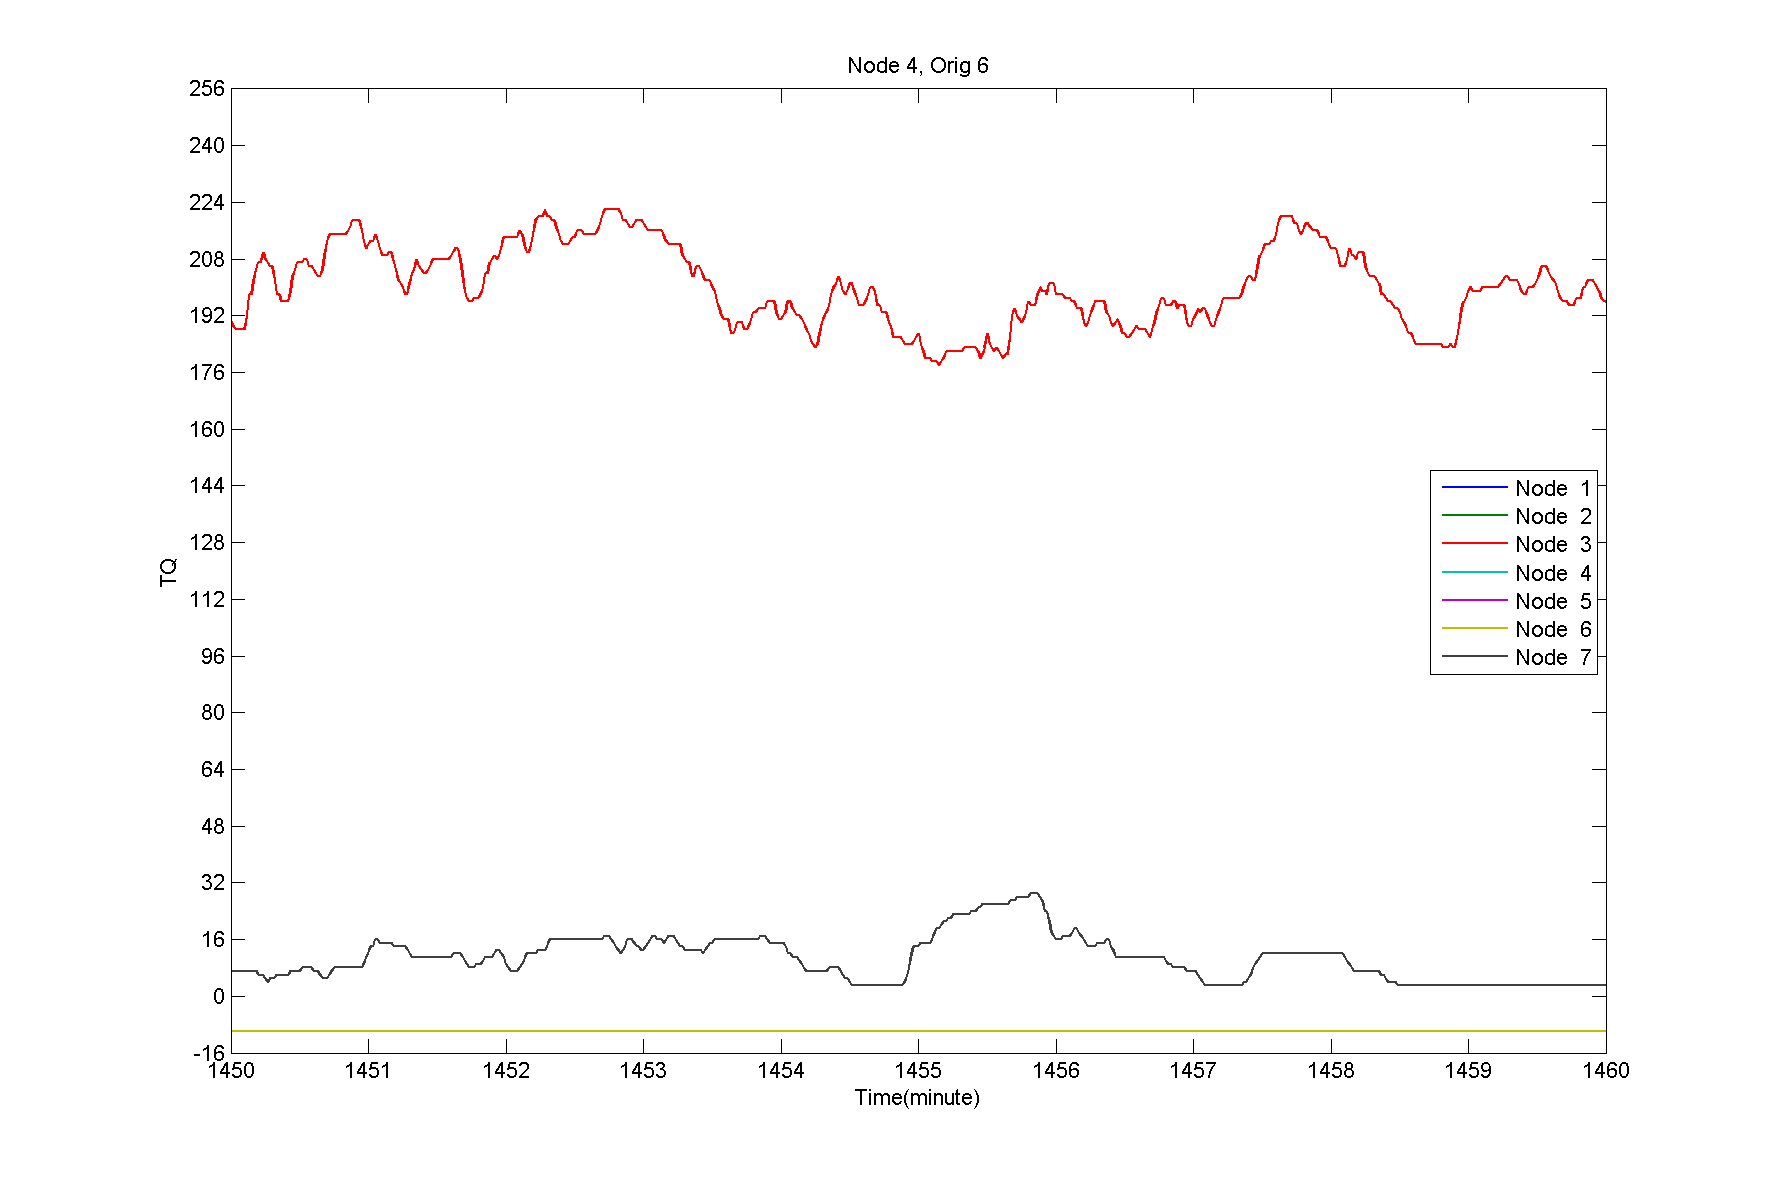 Node 4, Orig 6
256
240
224
208
192
176
160
144
128
112
96
80
64
48
32
16
0
-16
TQ
Node 1
Node 2
Node 3
Node 4
Node 5
Node 6
Node 7
1450 1451 1452 1453 1454 1455 1456 1457 1458 1459 1460
Time(minute)